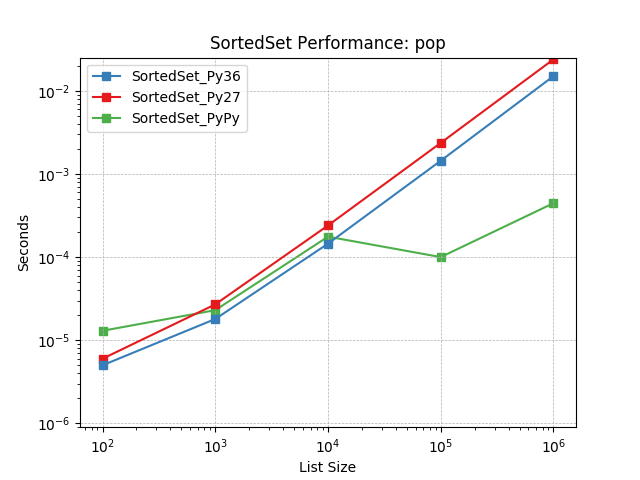 SortedSet Performance: pop
SortedSet_Py36
SortedSet_Py27
SortedSet_PyPy
Seconds
10⁻²
10⁻³
10⁻⁴
10⁻⁵
10⁻⁶
10² 10³ 10⁴ 10⁵ 10⁶
List Size